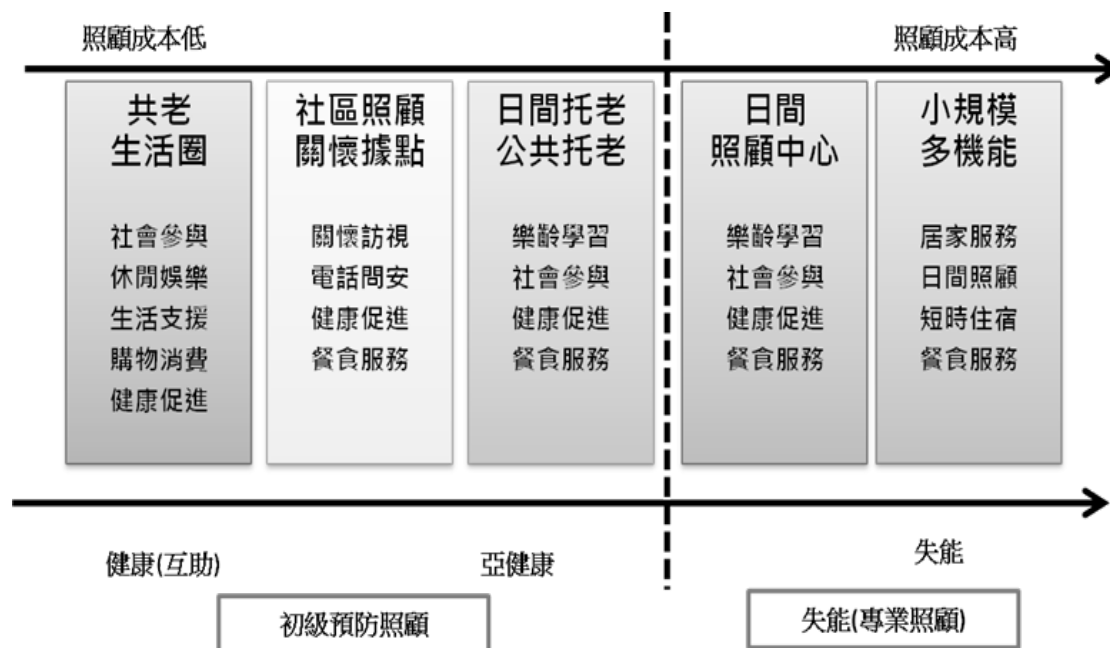 照顧成本低
照顧成本高
共老
生活圈
社會參與
休閒娛樂
生活支援
購物消費
健康促進
社區照顧
關懷據點
關懷訪視
電話問安
健康促進
餐食服務
日間托老
公共托老
樂齡學習
社會參與
健康促進
餐食服務
日間
照顧中心
樂齡學習
社會參與
健康促進
餐食服務
小規模
多機能
居家服務
日間照顧
短時住宿
餐食服務
健康(互助)
亞健康
失能
初級預防照顧
失能(專業照顧)